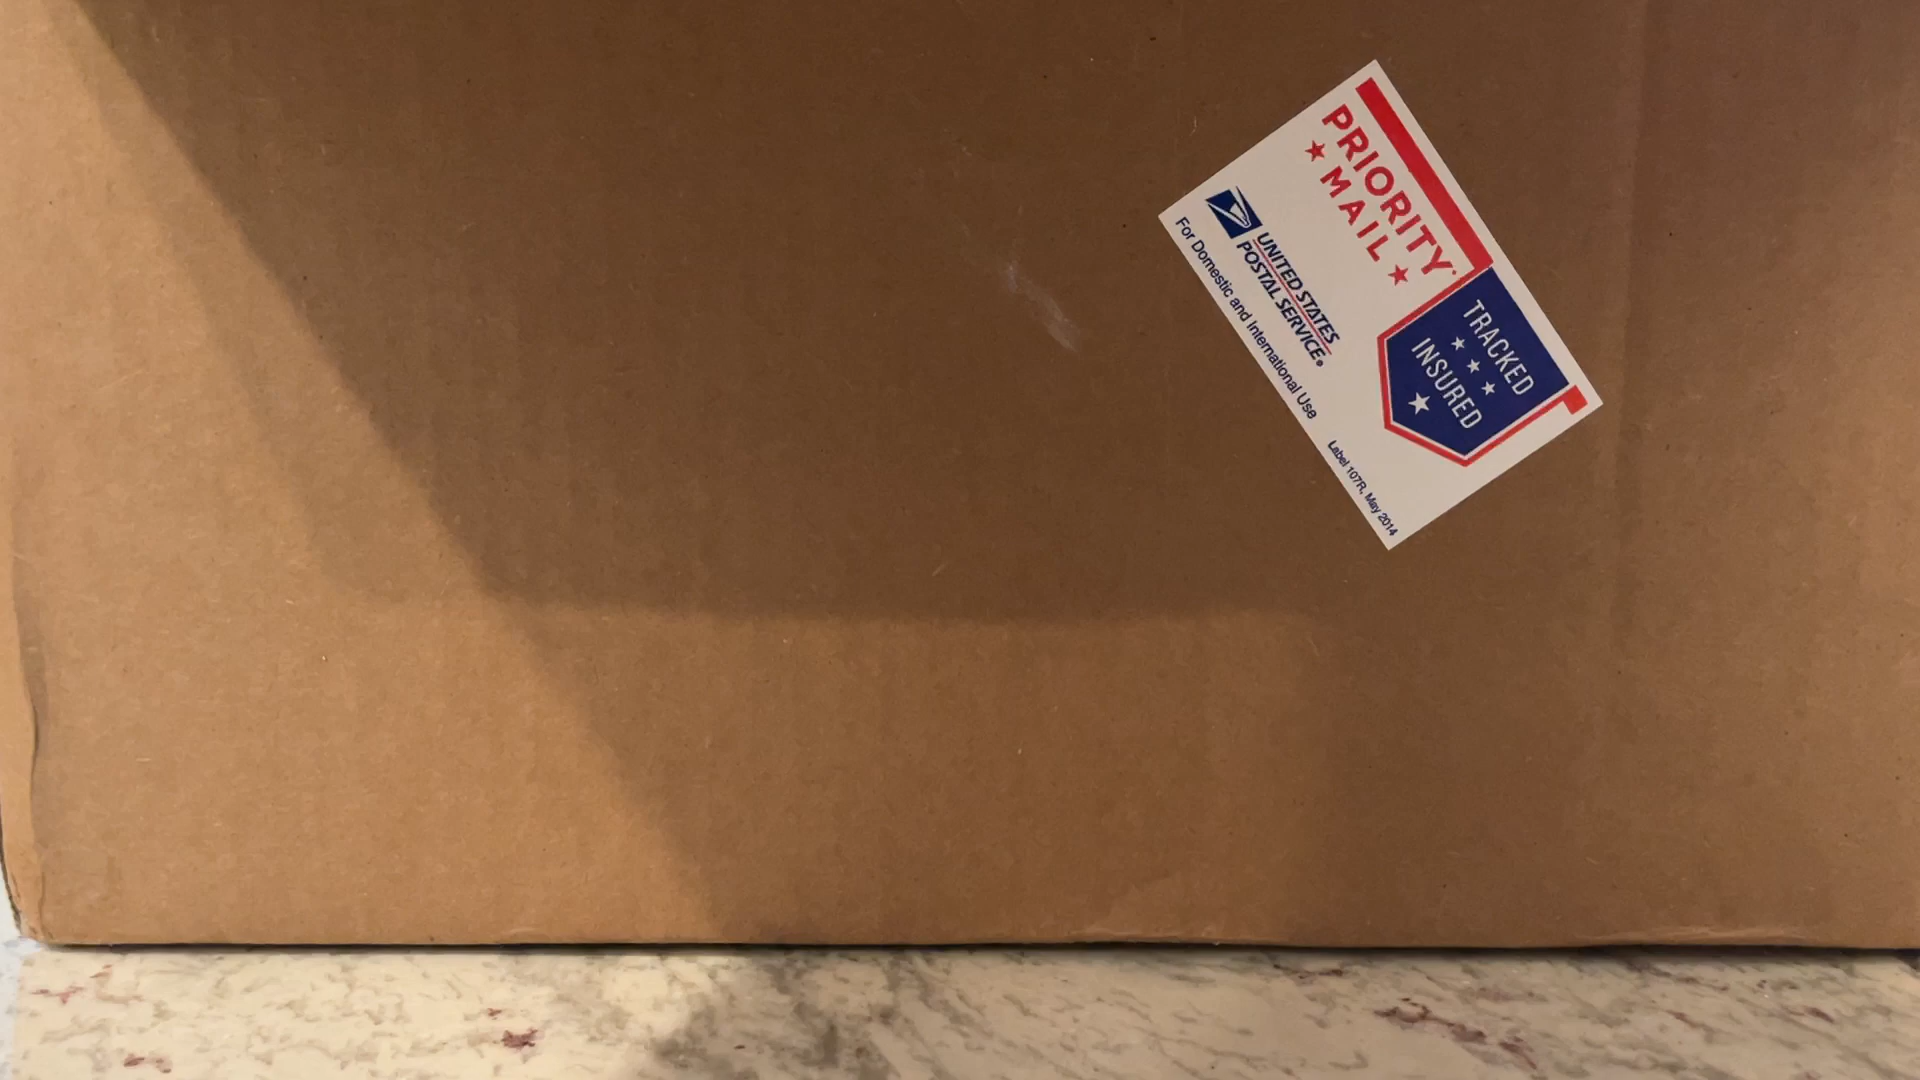 PRIORITY
★ MAIL ★
TRACKED
★ ★ ★
INSURED
★
UNITED STATES
POSTAL SERVICE®
For Domestic and International Use
Label 107R, May 2014